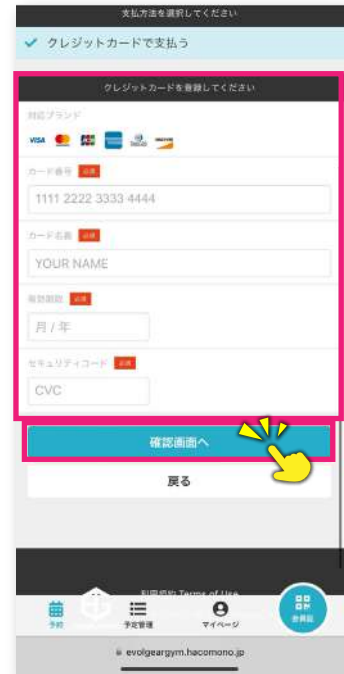 支払方法を選択してください
クレジットカードで支払う
クレジットカードを登録してください
対応ブランド
VISA
JCB
カード番号 必須
1111 2222 3333 4444
カード名義 必須
YOUR NAME
有効期限 必須
月 / 年
セキュリティコード 必須
CVC
確認画面へ
戻る
利用規約 Terms of Use
予約
予定管理
マイページ
会員証
evolgeargym.hacomono.jp